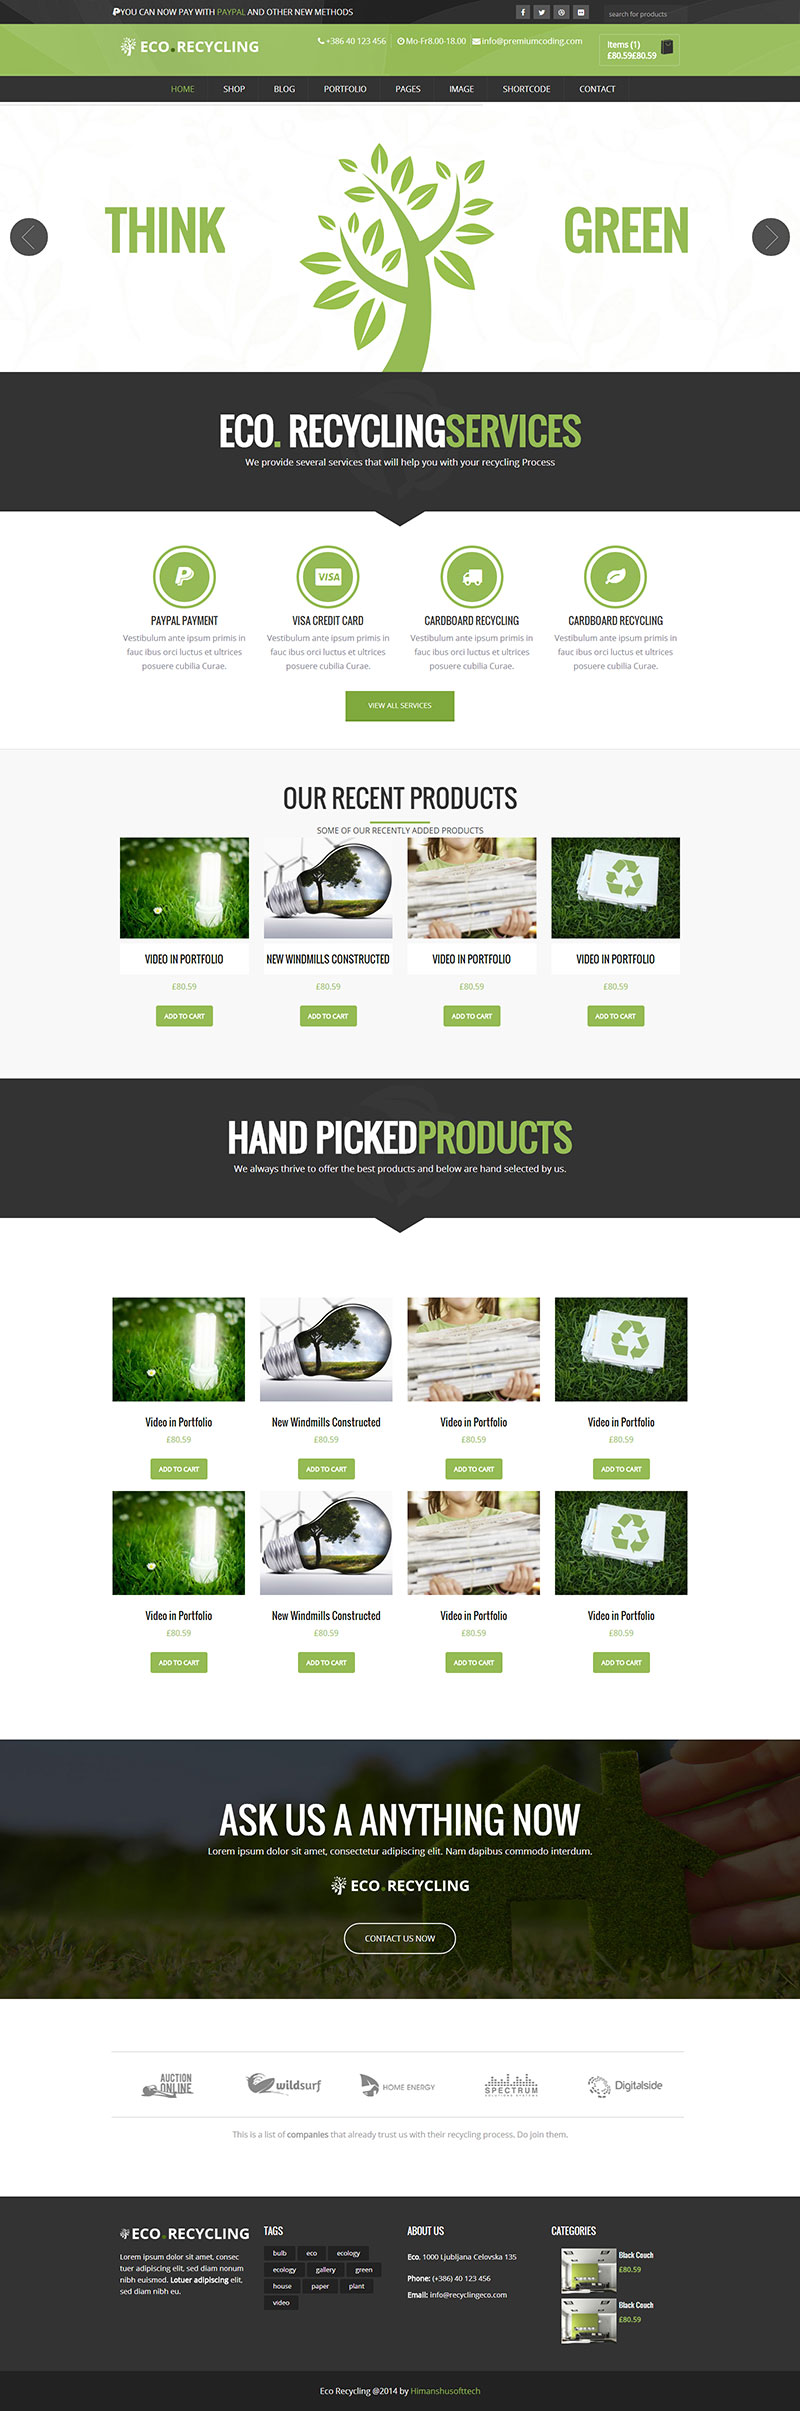 YOU CAN NOW PAY WITH PAYPAL AND OTHER NEW METHODS
search for products
ECO.RECYCLING
+386 40 123 456
Mo-Fr8.00-18.00
info@premiumcoding.com
Items (1)
£80.59£80.59
HOME SHOP BLOG PORTFOLIO PAGES IMAGE SHORTCODE CONTACT
THINK GREEN
ECO. RECYCLINGSERVICES
We provide several services that will help you with your recycling Process
VISA
PAYPAL PAYMENT
Vestibulum ante ipsum primis in
fauc ibus orci luctus et ultrices
posuere cubilia Curae.
VISA CREDIT CARD
Vestibulum ante ipsum primis in
fauc ibus orci luctus et ultrices
posuere cubilia Curae.
CARDBOARD RECYCLING
Vestibulum ante ipsum primis in
fauc ibus orci luctus et ultrices
posuere cubilia Curae.
CARDBOARD RECYCLING
Vestibulum ante ipsum primis in
fauc ibus orci luctus et ultrices
posuere cubilia Curae.
VIEW ALL SERVICES
OUR RECENT PRODUCTS
SOME OF OUR RECENTLY ADDED PRODUCTS
VIDEO IN PORTFOLIO NEW WINDMILLS CONSTRUCTED VIDEO IN PORTFOLIO VIDEO IN PORTFOLIO
£80.59 £80.59 £80.59 £80.59
ADD TO CART ADD TO CART ADD TO CART ADD TO CART
HAND PICKEDPRODUCTS
We always thrive to offer the best products and below are hand selected by us.
Video in Portfolio New Windmills Constructed Video in Portfolio Video in Portfolio
£80.59 £80.59 £80.59 £80.59
ADD TO CART ADD TO CART ADD TO CART ADD TO CART
Video in Portfolio New Windmills Constructed Video in Portfolio Video in Portfolio
£80.59 £80.59 £80.59 £80.59
ADD TO CART ADD TO CART ADD TO CART ADD TO CART
ASK US A ANYTHING NOW
Lorem ipsum dolor sit amet, consectetur adipiscing elit. Nam dapibus commodo interdum.
ECO.RECYCLING
CONTACT US NOW
AUCTION
ONLINE
wildsurf
HOME ENERGY
SPECTRUM
SOLUTIONS SYSTEMS
Digitalside
This is a list of companies that already trust us with their recycling process. Do join them.
ECO.RECYCLING
Lorem ipsum dolor sit amet, consec
tuer adipiscing elit, sed diam nonum
nibh euismod. Lotuer adipiscing elit,
sed diam nibh eu.
TAGS
bulb eco ecology
ecology gallery green
house paper plant
video
ABOUT US
Eco. 1000 Ljubljana Celovska 135
Phone: (+386) 40 123 456
Email: info@recyclingeco.com
CATEGORIES
Black Couch
£80.59
Black Couch
£80.59
Eco Recycling @2014 by Himanshusofttech